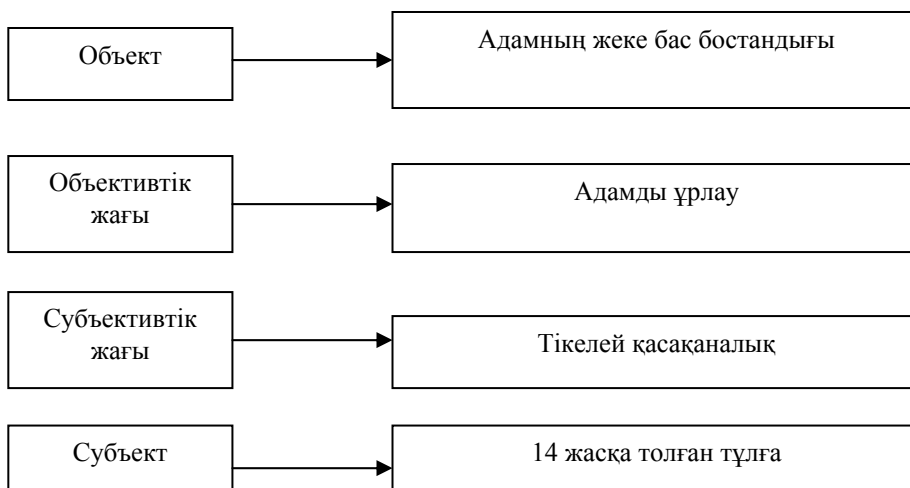 Объект
Адамның жеке бас бостандығы
Объективтік
жағы
Адамды ұрлау
Субъективтік
жағы
Тікелей қасақаналық
Субъект
14 жасқа толған тұлға